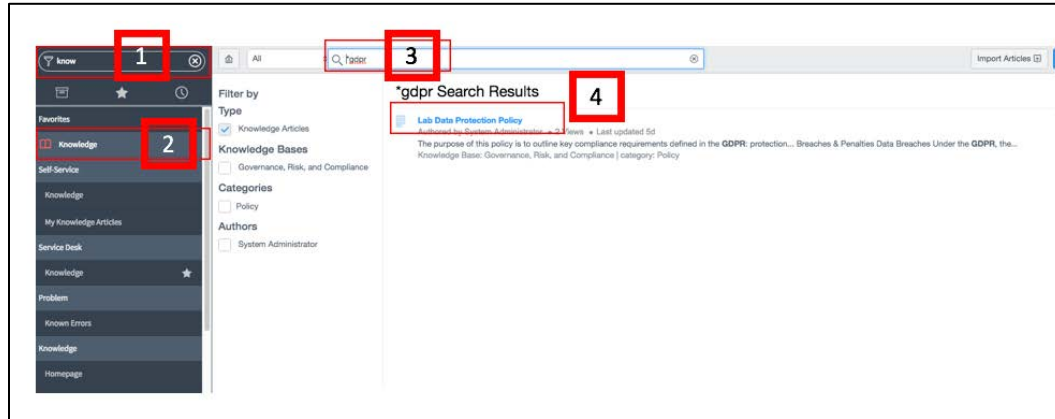 know
1
All
*gdpr
3
Import Articles
Favorites
Knowledge
2
Self-Service
Knowledge
My Knowledge Articles
Service Desk
Knowledge
Problem
Known Errors
Knowledge
Homepage
Filter by
Type
Knowledge Articles
Knowledge Bases
Governance, Risk, and Compliance
Categories
Policy
Authors
System Administrator
*gdpr Search Results
4
Lab Data Protection Policy
Authored by System Administrator • 2 Views • Last updated 5d
The purpose of this policy is to outline key compliance requirements defined in the GDPR: protection... Breaches & Penalties Data Breaches Under the GDPR, the...
Knowledge Base: Governance, Risk, and Compliance | category: Policy